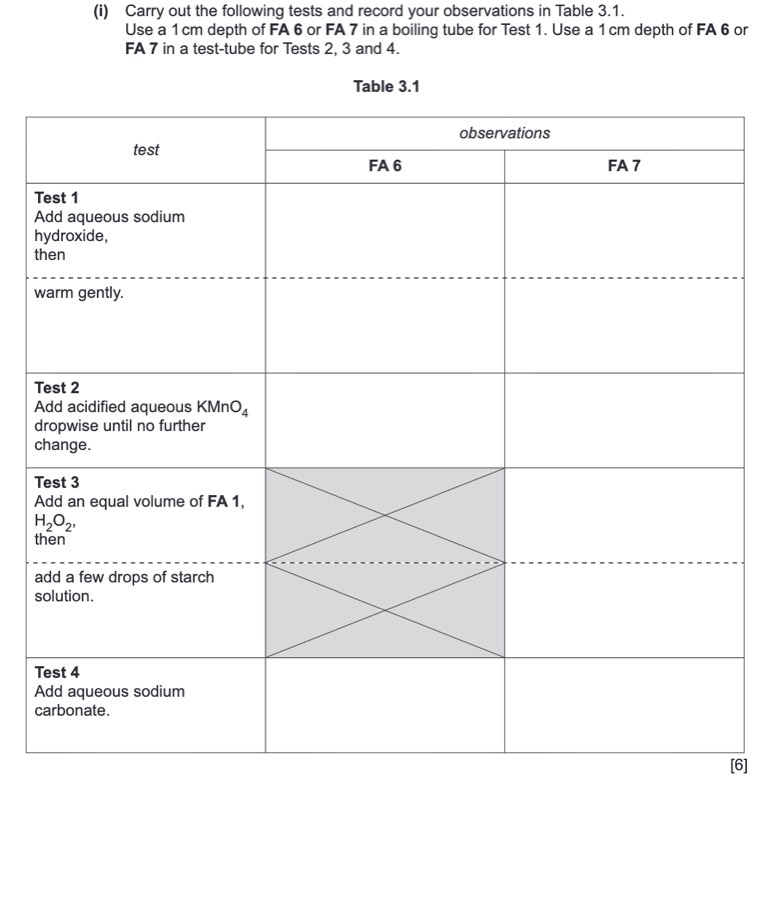 (i) Carry out the following tests and record your observations in Table 3.1.
Use a 1 cm depth of FA 6 or FA 7 in a boiling tube for Test 1. Use a 1 cm depth of FA 6 or
FA 7 in a test-tube for Tests 2, 3 and 4.
Table 3.1
test
observations
FA 6
FA 7
Test 1
Add aqueous sodium
hydroxide,
then
warm gently.
Test 2
Add acidified aqueous KMnO₄
dropwise until no further
change.
Test 3
Add an equal volume of FA 1,
H₂O₂,
then
add a few drops of starch
solution.
Test 4
Add aqueous sodium
carbonate.
[6]